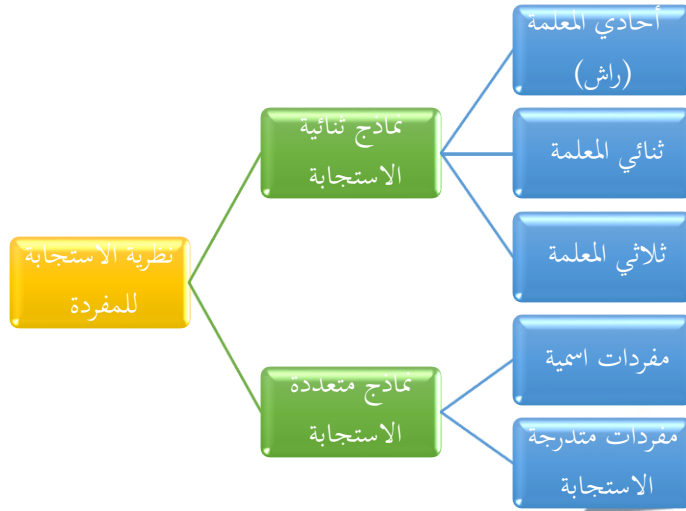 نظرية الاستجابة
للمفردة
نماذج ثنائية
الاستجابة
أحادي المعلمة
(راش)
ثنائي المعلمة
ثلاثي المعلمة
نماذج متعددة
الاستجابة
مفردات اسمية
مفردات متدرجة
الاستجابة